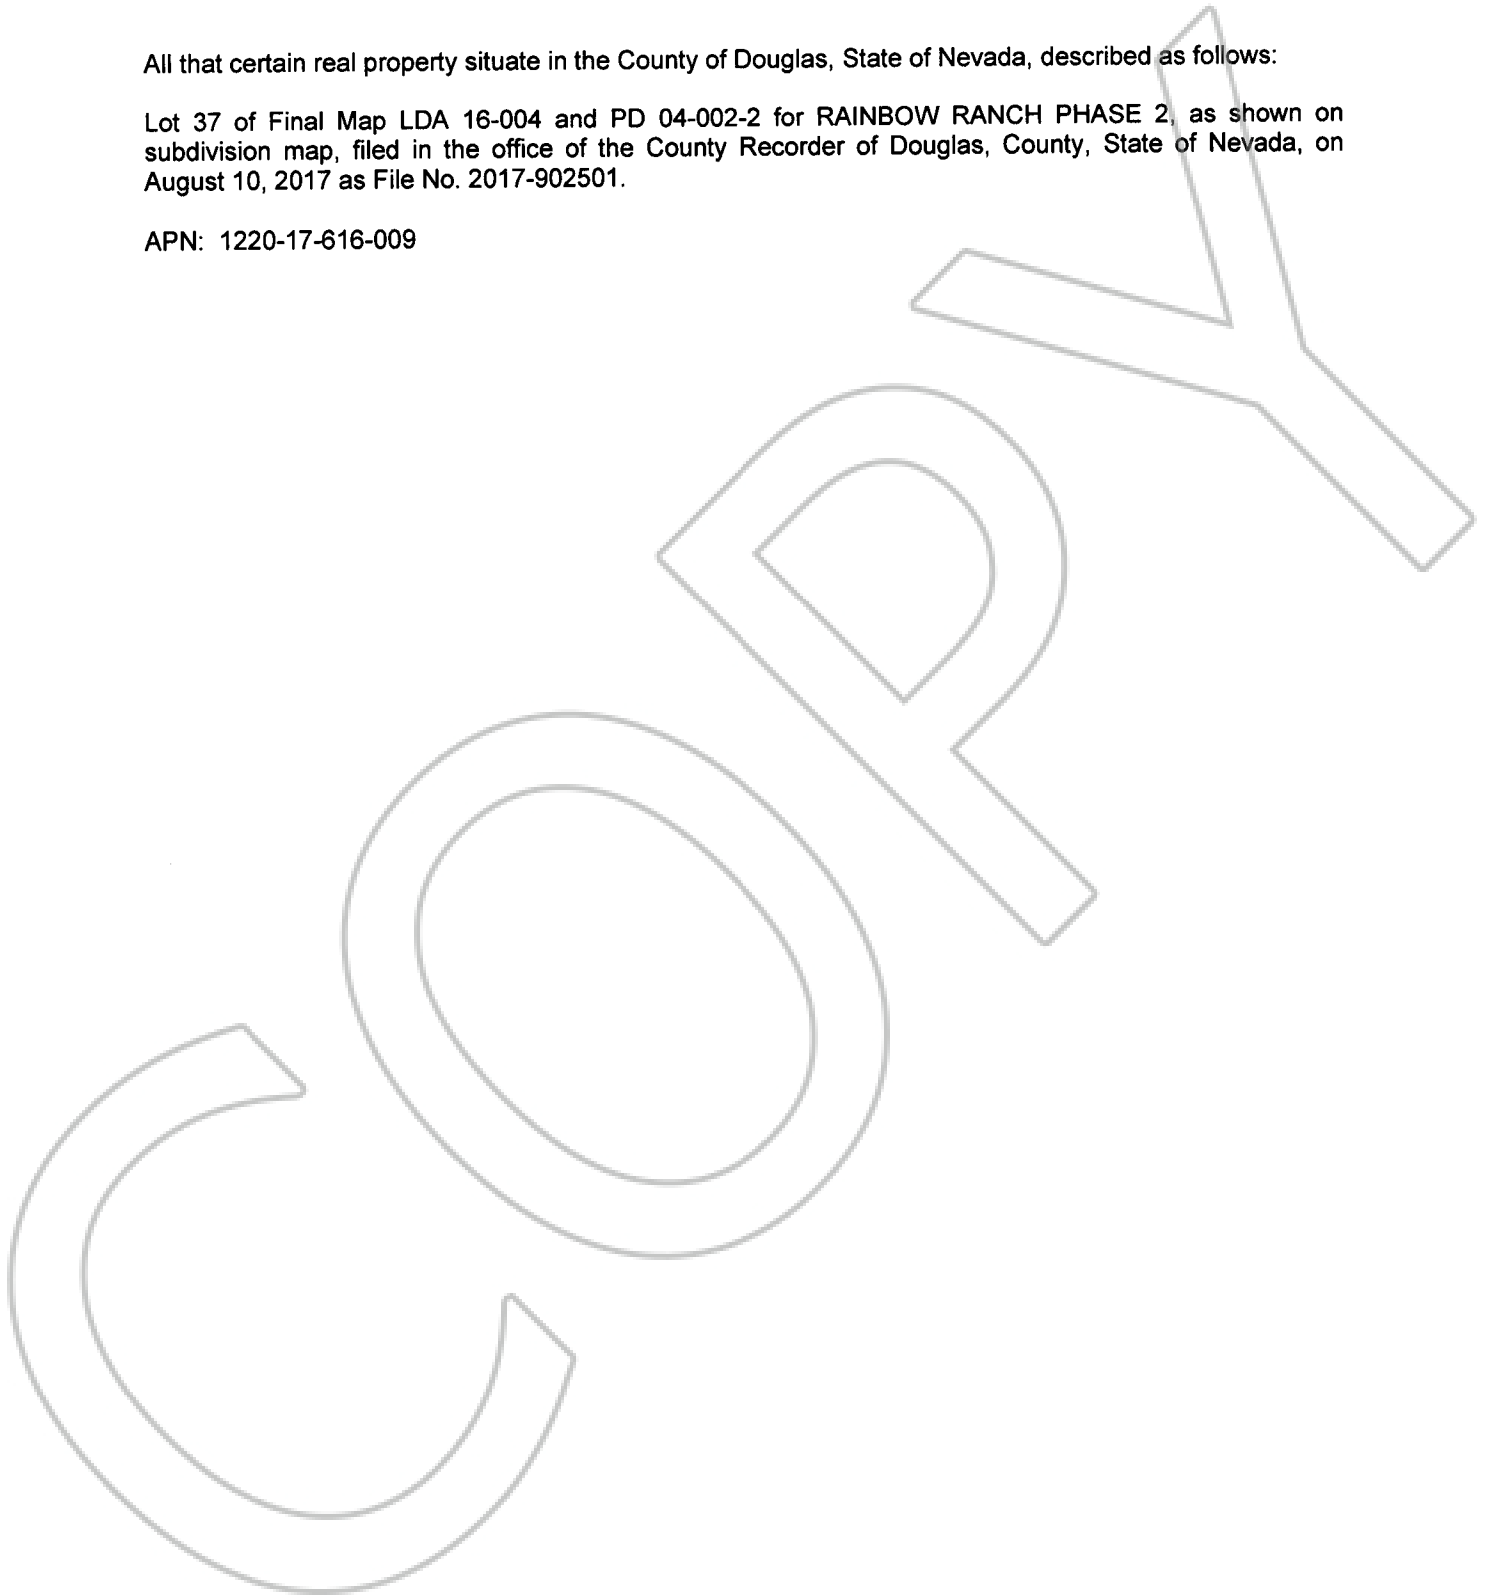 All that certain real property situate in the County of Douglas, State of Nevada, described as follows:
Lot 37 of Final Map LDA 16-004 and PD 04-002-2 for RAINBOW RANCH PHASE 2, as shown on
subdivision map, filed in the office of the County Recorder of Douglas, County, State of Nevada, on
August 10, 2017 as File No. 2017-902501.
APN: 1220-17-616-009
COPY